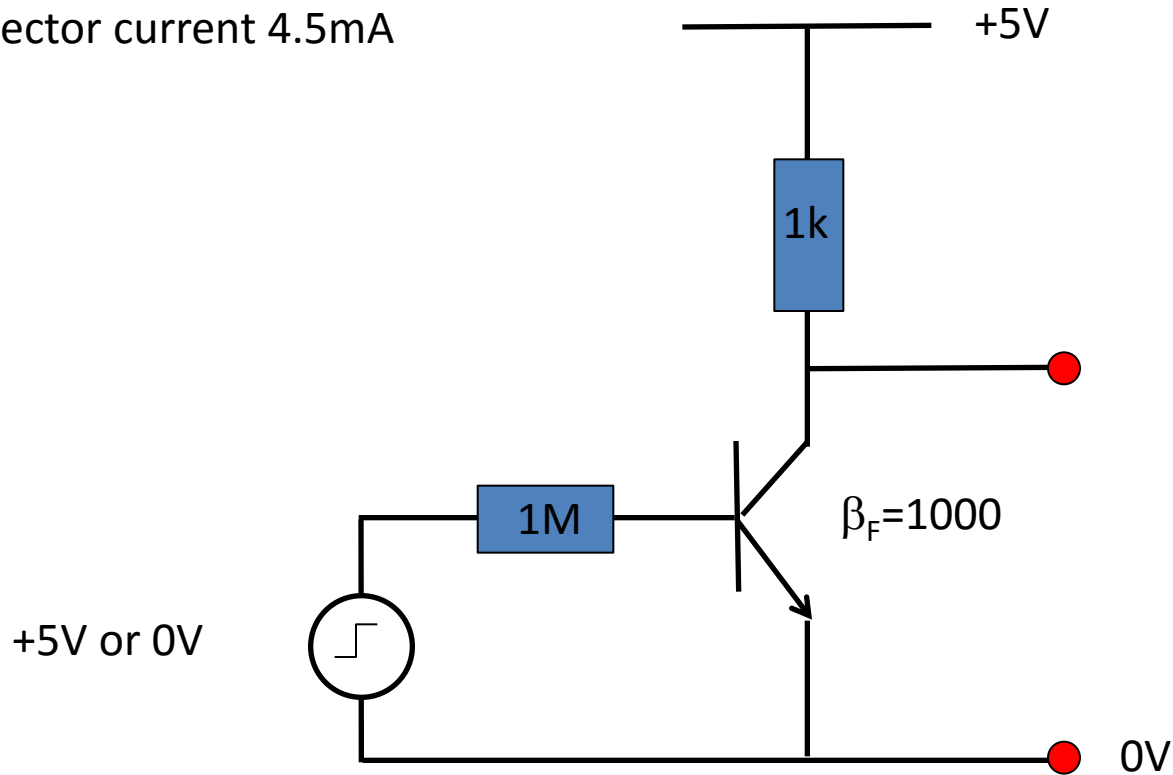 ector current 4.5mA
+5V
1k
1M
βF=1000
+5V or 0V
0V